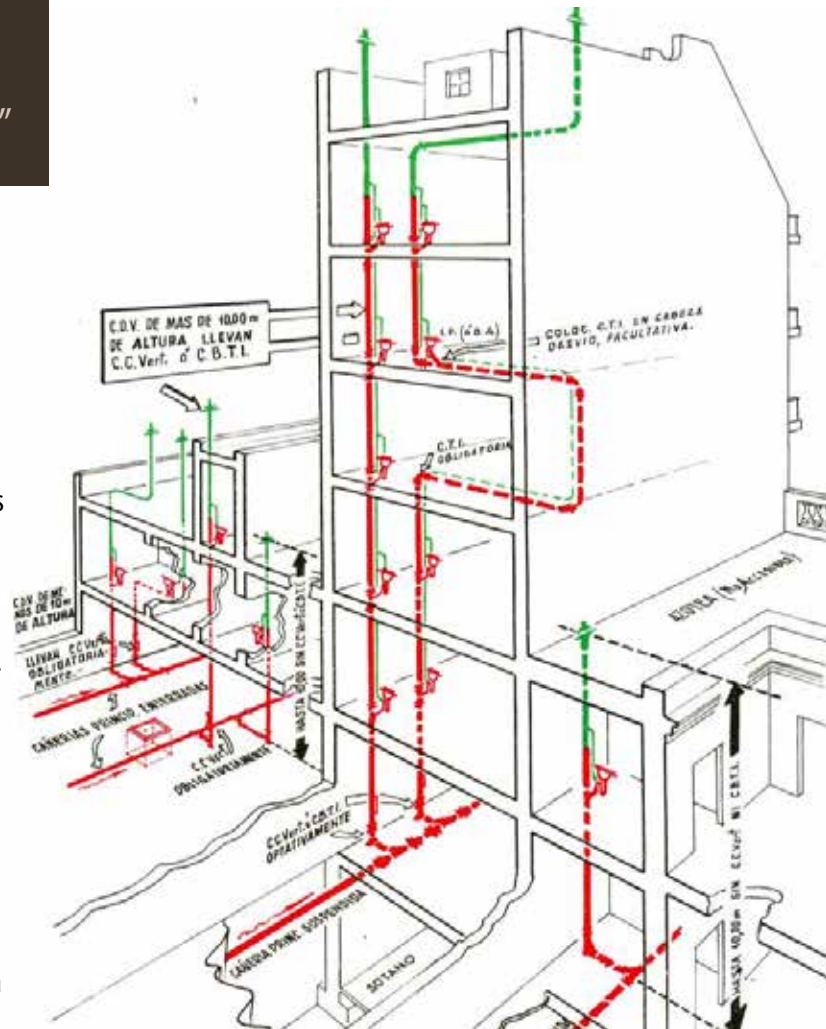 ”
C.D.V. DE MAS DE 10,00 m
DE ALTURA LLEVAN
C.C. Vert. ó C.B.T.I.
I.P. (ó B.A)
COLOC. C.T.I. EN CABEZA
DESVIO, FACULTATIVA.
C.T.I.
OBLIGATORIA
s
C.D.V. DE ME-
NOS DE 10 m
DE ALTURA
LLEVAN C.C. Vert.
OBLIGATORIA-
MENTE.-
CAÑERIAS PRINCIP. ENTERRADAS
C.C. Vert.
OBLIGATORIAMENTE
HASTA 10,00 SIN C.C. Vert. ó C.B.T.I.
AZOTEA
C.C. Vert. ó C.B.T.I.
OPTATIVAMENTE
CAÑERIA PRINC. SUSPENDIDA
SOTANO
HASTA 10,00 m SIN C.C. Vert. NI C.B.T.I.